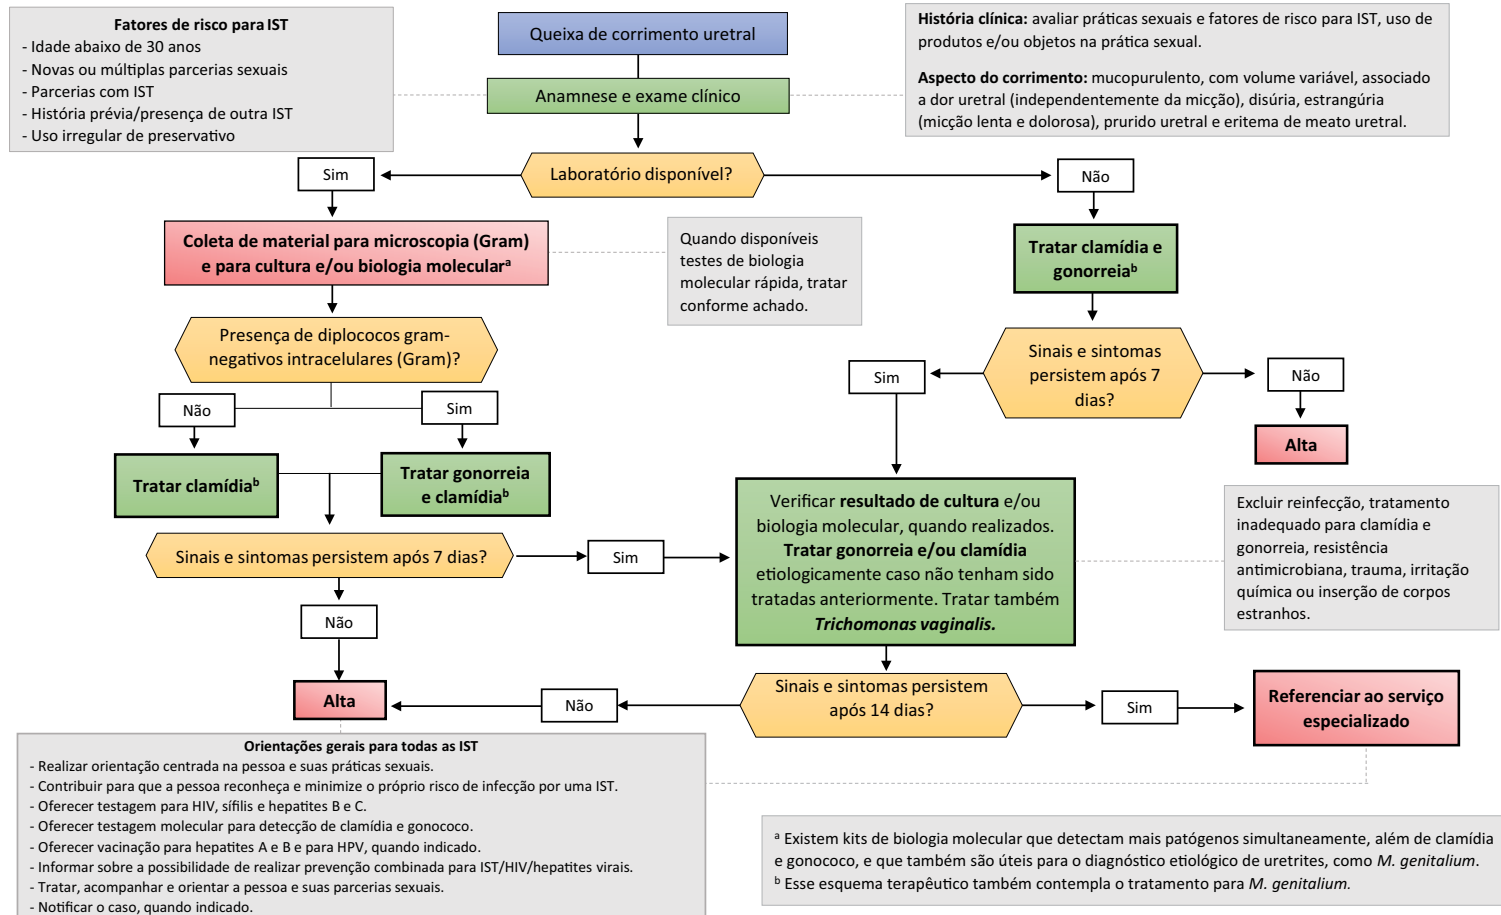 Fatores de risco para IST
- Idade abaixo de 30 anos
- Novas ou múltiplas parcerias sexuais
- Parcerias com IST
- História prévia/presença de outra IST
- Uso irregular de preservativo
Queixa de corrimento uretral
Anamnese e exame clínico
História clínica: avaliar práticas sexuais e fatores de risco para IST, uso de
produtos e/ou objetos na prática sexual.
Aspecto do corrimento: mucopurulento, com volume variável, associado
a dor uretral (independentemente da micção), disúria, estrangúria
(micção lenta e dolorosa), prurido uretral e eritema de meato uretral.
Laboratório disponível?
Sim
Não
Coleta de material para microscopia (Gram)
e para cultura e/ou biologia molecularᵃ
Quando disponíveis
testes de biologia
molecular rápida, tratar
conforme achado.
Tratar clamídia e
gonorreiaᵇ
Presença de diplococos gram-
negativos intracelulares (Gram)?
Sinais e sintomas
persistem após 7
dias?
Sim
Não
Não
Sim
Alta
Tratar clamídiaᵇ
Tratar gonorreia
e clamídiaᵇ
Verificar resultado de cultura e/ou
biologia molecular, quando realizados.
Tratar gonorreia e/ou clamídia
etiologicamente caso não tenham sido
tratadas anteriormente. Tratar também
Trichomonas vaginalis.
Excluir reinfecção, tratamento
inadequado para clamídia e
gonorreia, resistência
antimicrobiana, trauma, irritação
química ou inserção de corpos
estranhos.
Sinais e sintomas persistem após 7 dias?
Sim
Não
Alta
Não
Sinais e sintomas persistem
após 14 dias?
Sim
Referenciar ao serviço
especializado
Orientações gerais para todas as IST
- Realizar orientação centrada na pessoa e suas práticas sexuais.
- Contribuir para que a pessoa reconheça e minimize o próprio risco de infecção por uma IST.
- Oferecer testagem para HIV, sífilis e hepatites B e C.
- Oferecer testagem molecular para detecção de clamídia e gonococo.
- Oferecer vacinação para hepatites A e B e para HPV, quando indicado.
- Informar sobre a possibilidade de realizar prevenção combinada para IST/HIV/hepatites virais.
- Tratar, acompanhar e orientar a pessoa e suas parcerias sexuais.
- Notificar o caso, quando indicado.
ᵃ Existem kits de biologia molecular que detectam mais patógenos simultaneamente, além de clamídia
e gonococo, e que também são úteis para o diagnóstico etiológico de uretrites, como M. genitalium.
ᵇ Esse esquema terapêutico também contempla o tratamento para M. genitalium.